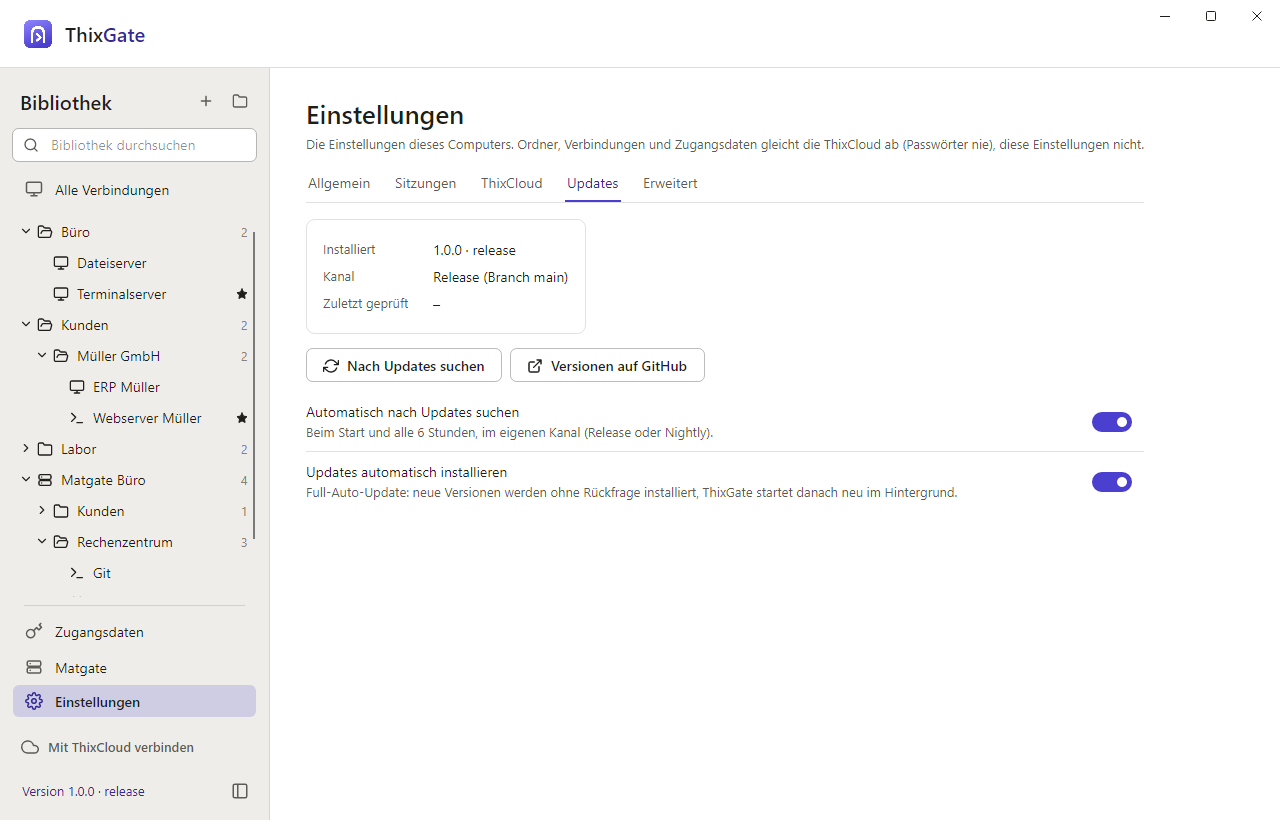 ThixGate
Bibliothek
Bibliothek durchsuchen
Alle Verbindungen
Büro 2
Dateiserver
Terminalserver
Kunden 2
Müller GmbH 2
ERP Müller
Webserver Müller
Labor 2
Matgate Büro 4
Kunden 1
Rechenzentrum 3
Git
Zugangsdaten
Matgate
Einstellungen
Mit ThixCloud verbinden
Version 1.0.0 · release
Einstellungen
Die Einstellungen dieses Computers. Ordner, Verbindungen und Zugangsdaten gleicht die ThixCloud ab (Passwörter nie), diese Einstellungen nicht.
Allgemein Sitzungen ThixCloud Updates Erweitert
Installiert 1.0.0 · release
Kanal Release (Branch main)
Zuletzt geprüft –
Nach Updates suchen Versionen auf GitHub
Automatisch nach Updates suchen
Beim Start und alle 6 Stunden, im eigenen Kanal (Release oder Nightly).
Updates automatisch installieren
Full-Auto-Update: neue Versionen werden ohne Rückfrage installiert, ThixGate startet danach neu im Hintergrund.